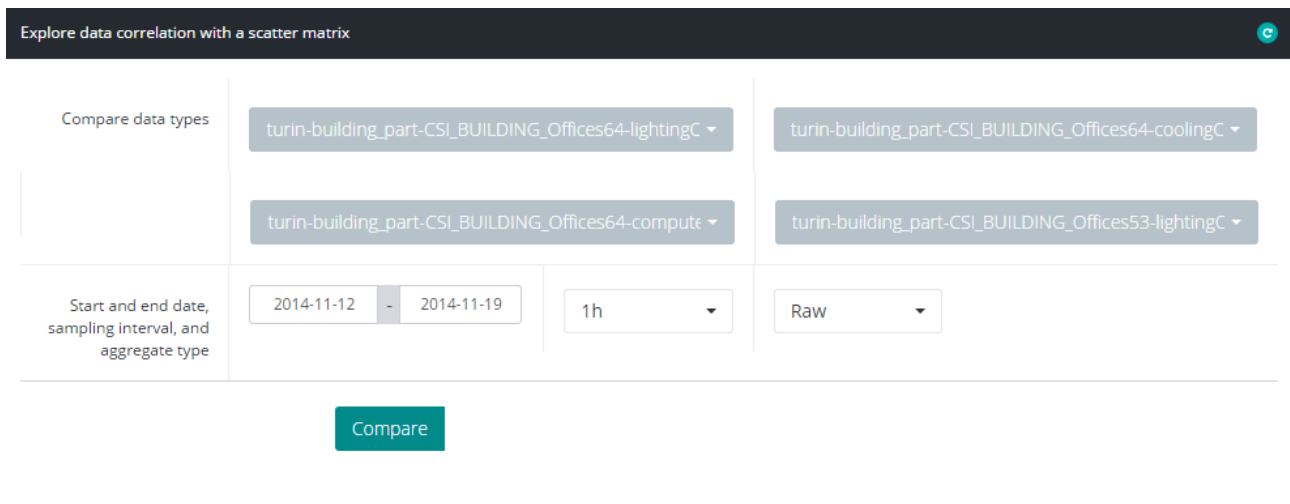 Explore data correlation with a scatter matrix
Compare data types
turin-building_part-CSI_BUILDING_Offices64-lightingC
turin-building_part-CSI_BUILDING_Offices64-coolingC
turin-building_part-CSI_BUILDING_Offices64-compute
turin-building_part-CSI_BUILDING_Offices53-lightingC
Start and end date,
sampling interval, and
aggregate type
2014-11-12 - 2014-11-19
1h
Raw
Compare